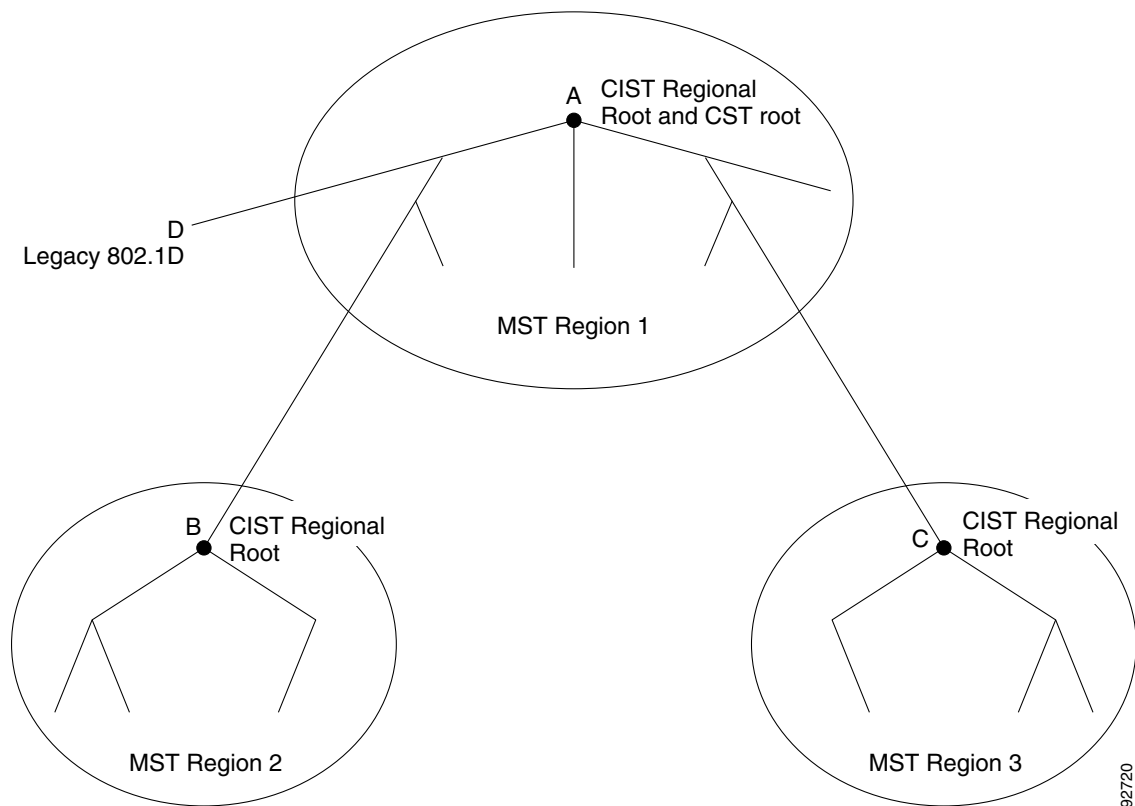 A
CIST Regional
Root and CST root
D
Legacy 802.1D
MST Region 1
B
CIST Regional
Root
C
CIST Regional
Root
MST Region 2
MST Region 3
92720